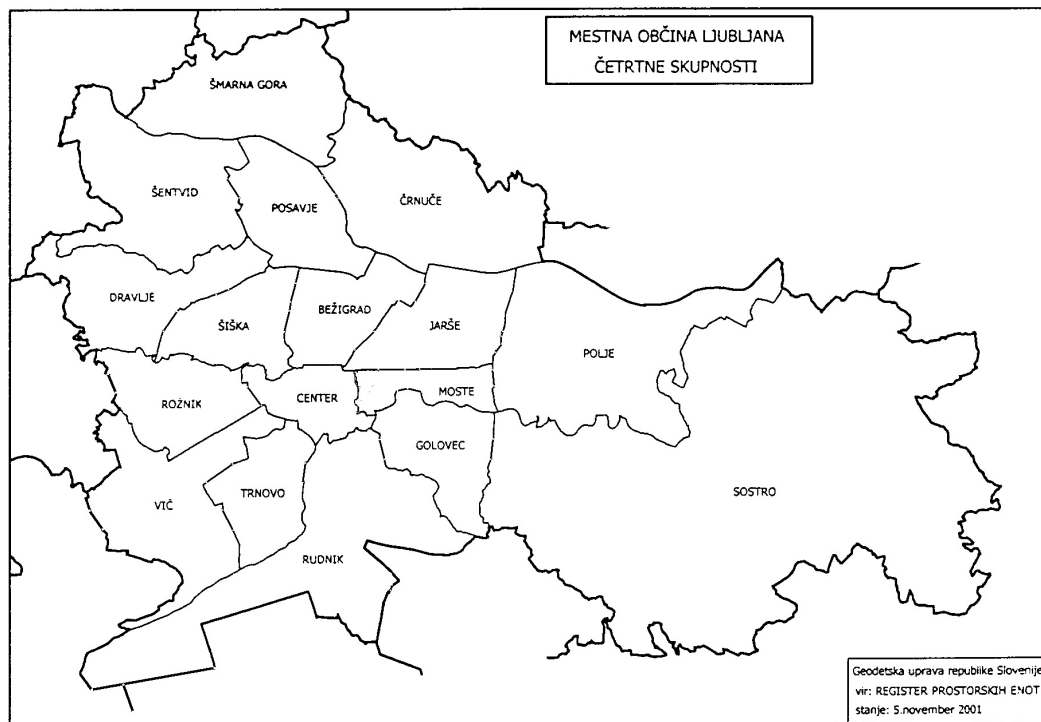 MESTNA OBČINA LJUBLJANA
ČETRTNE SKUPNOSTI
ŠMARNA GORA
ŠENTVID
POSAVJE
ČRNUČE
DRAVLJE
ŠIŠKA
BEŽIGRAD
JARŠE
POLJE
ROŽNIK
CENTER
MOSTE
GOLOVEC
VIČ
TRNOVO
SOSTRO
RUDNIK
Geodetska uprava republike Slovenije
vir: REGISTER PROSTORSKIH ENOT
stanje: 5.november 2001